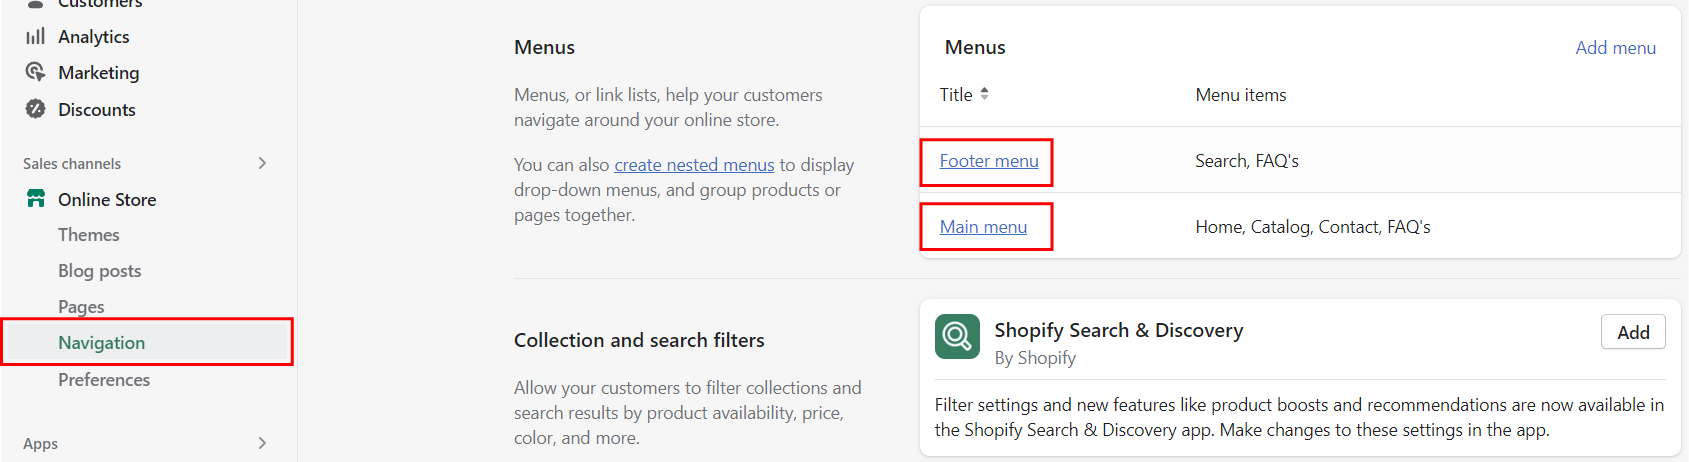 Customers
Analytics
Marketing
Discounts
Sales channels
Online Store
Themes
Blog posts
Pages
Navigation
Preferences
Apps
Menus
Menus, or link lists, help your customers
navigate around your online store.
You can also create nested menus to display
drop-down menus, and group products or
pages together.
Menus Add menu
Title Menu items
Footer menu Search, FAQ's
Main menu Home, Catalog, Contact, FAQ's
Collection and search filters
Allow your customers to filter collections and
search results by product availability, price,
color, and more.
Shopify Search & Discovery Add
By Shopify
Filter settings and new features like product boosts and recommendations are now available in
the Shopify Search & Discovery app. Make changes to these settings in the app.